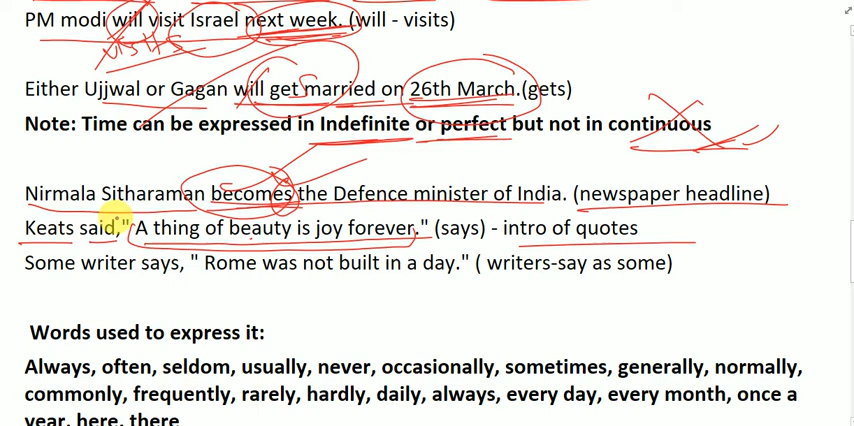 PM modi will visit Israel next week. (will - visits)
visits
Either Ujjwal or Gagan will get married on 26th March.(gets)
Note: Time can be expressed in Indefinite or perfect but not in continuous
Nirmala Sitharaman becomes the Defence minister of India. (newspaper headline)
Keats said," A thing of beauty is joy forever." (says) - intro of quotes
Some writer says, " Rome was not built in a day." ( writers-say as some)
Words used to express it:
Always, often, seldom, usually, never, occasionally, sometimes, generally, normally,
commonly, frequently, rarely, hardly, daily, always, every day, every month, once a
year, here, there